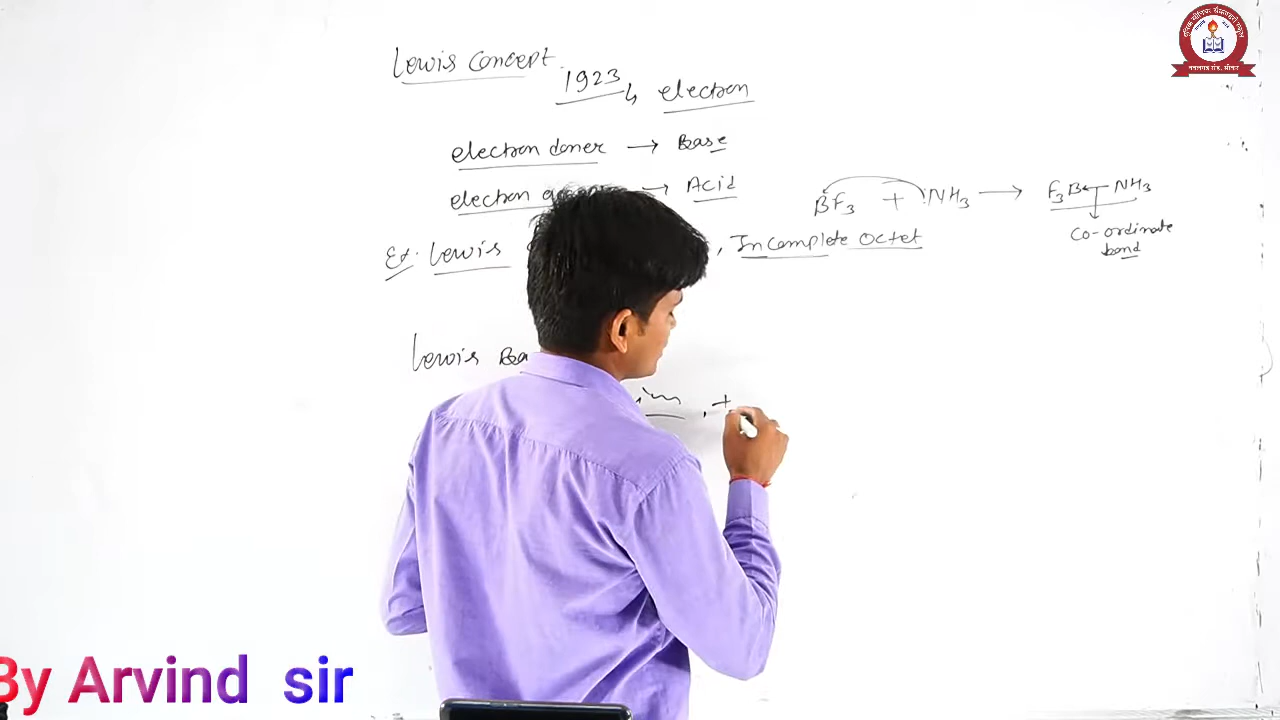 Lewis Concept.
1923 ↳ electron
electron doner → Base
electron → Acid
BF3 + :NH3 → F3B ← NH3
Co-ordinate
bond
Ex. Lewis , Incomplete Octet
Lewis
, +
By Arvind sir